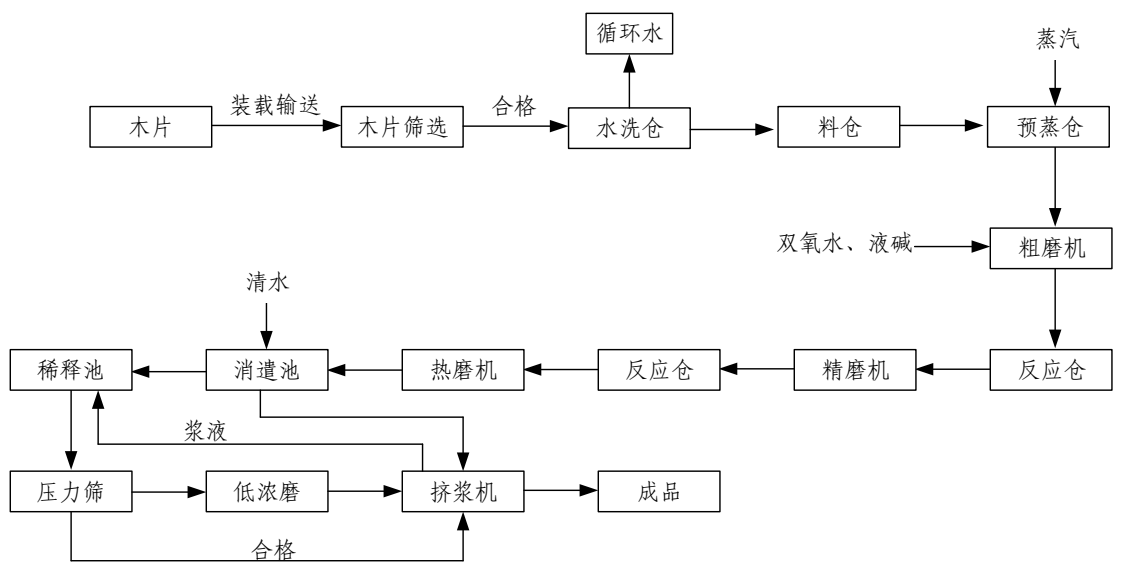 循环水
蒸汽
装载输送
合格
木片
木片筛选
水洗仓
料仓
预蒸仓
双氧水、液碱
粗磨机
清水
稀释池
消遣池
热磨机
反应仓
精磨机
反应仓
浆液
压力筛
低浓磨
挤浆机
成品
合格